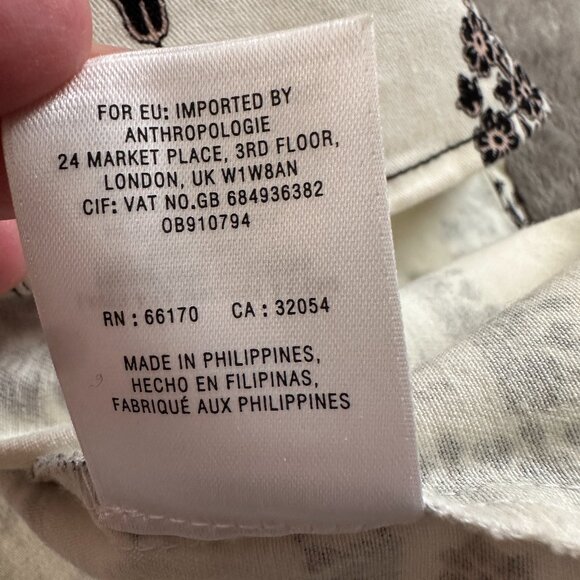 FOR EU: IMPORTED BY
ANTHROPOLOGIE
24 MARKET PLACE, 3RD FLOOR,
LONDON, UK W1W8AN
CIF: VAT NO.GB 684936382
OB910794
RN : 66170 CA : 32054
MADE IN PHILIPPINES,
HECHO EN FILIPINAS,
FABRIQUÉ AUX PHILIPPINES